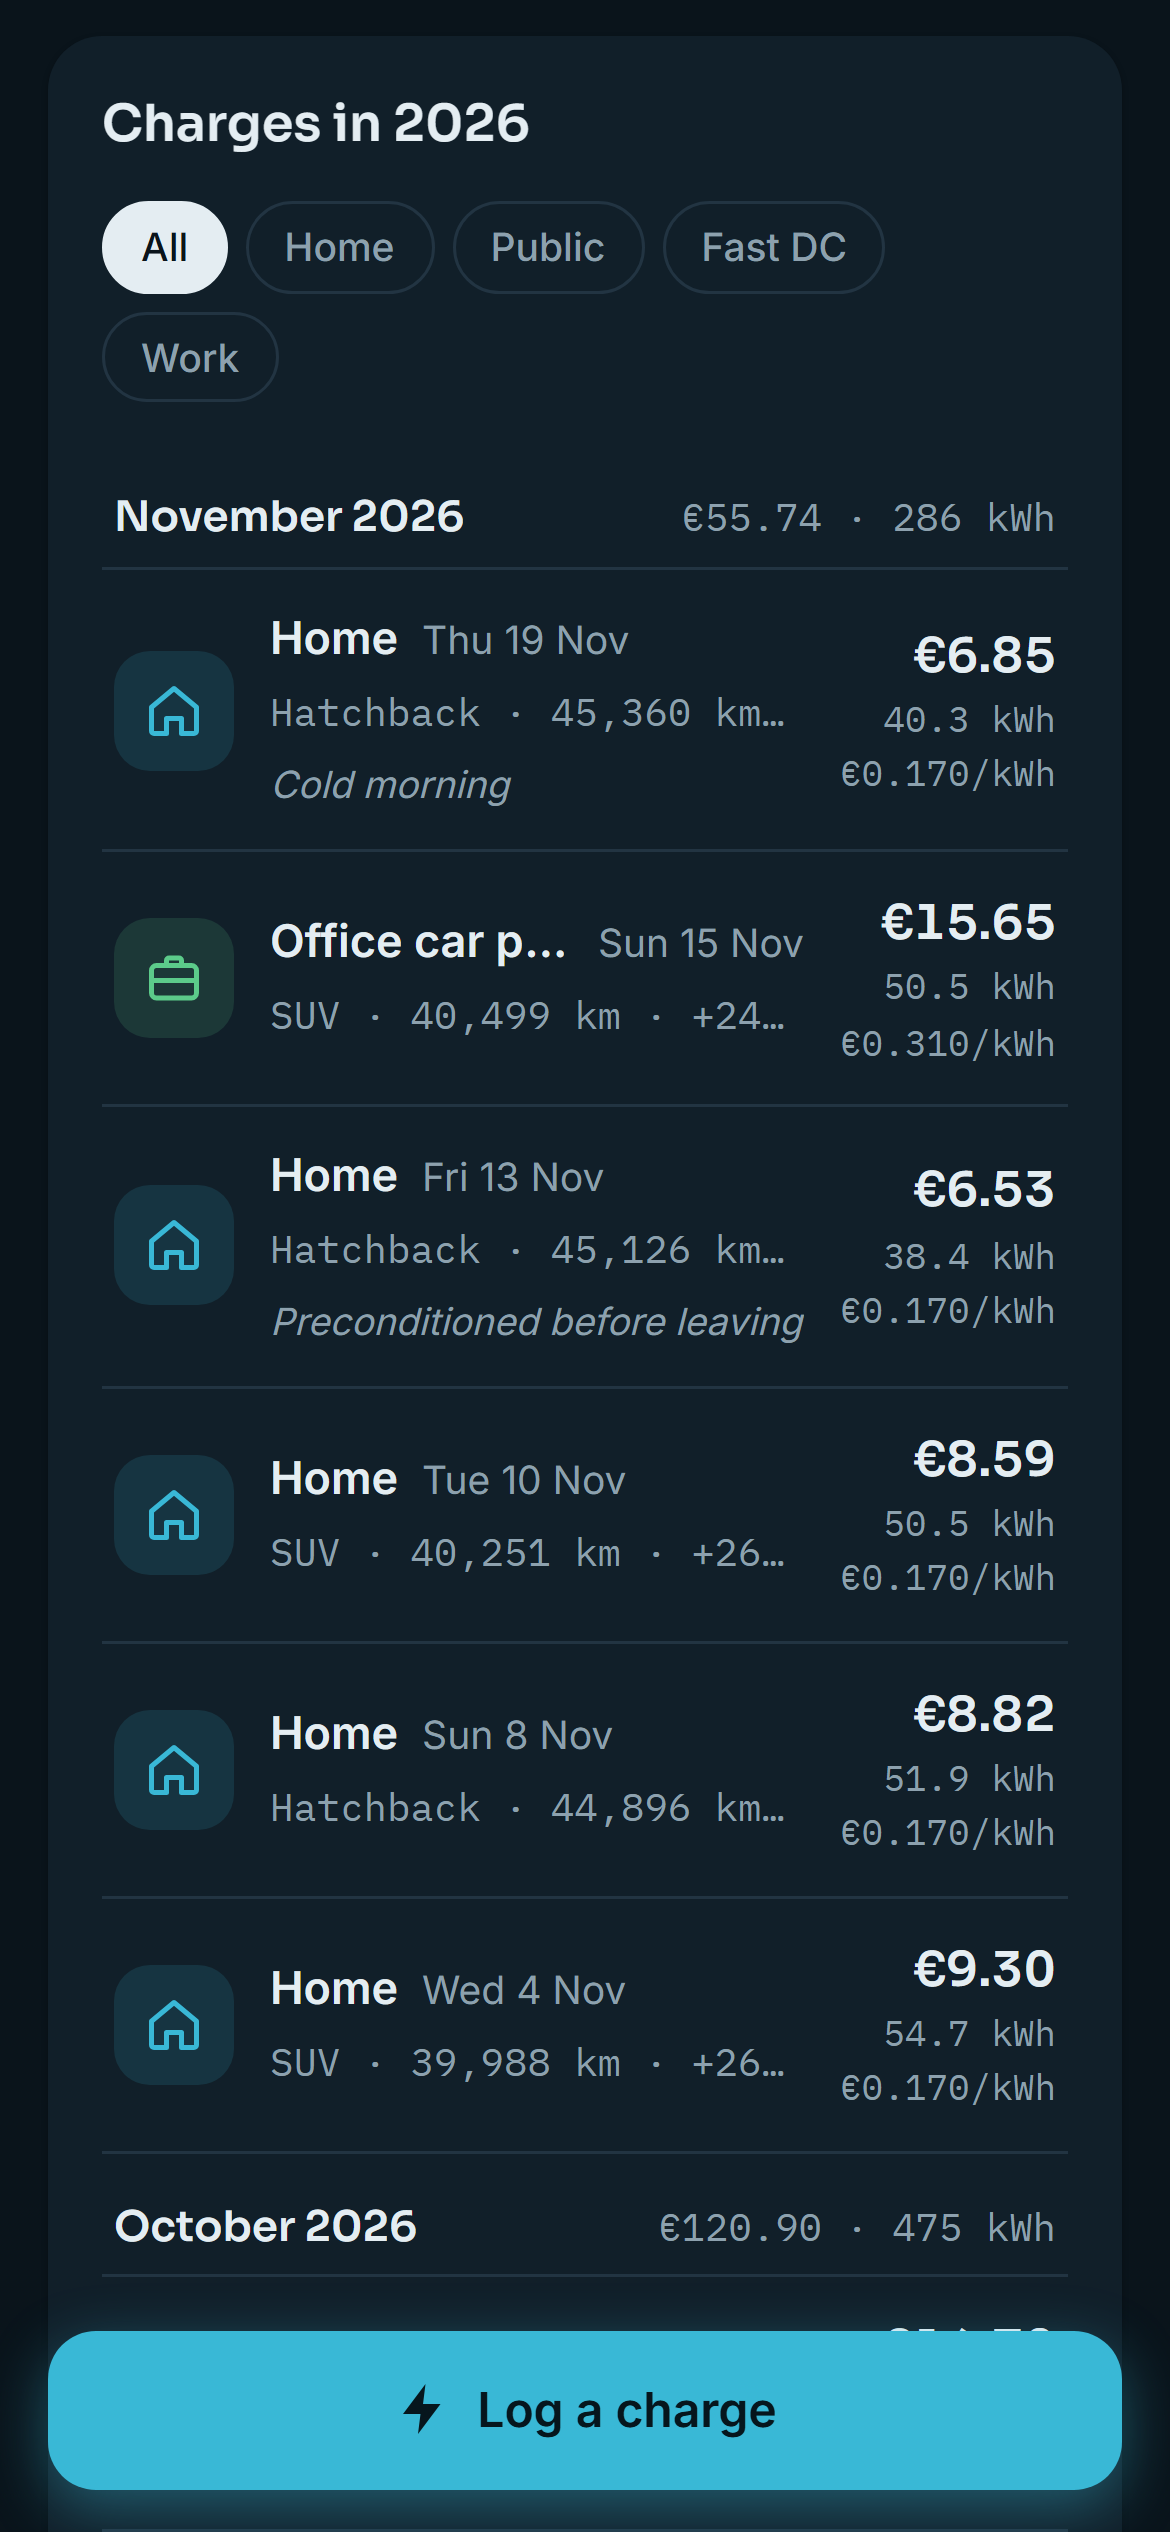 Charges in 2026
All Home Public Fast DC
Work
November 2026 €55.74 · 286 kWh
Home Thu 19 Nov €6.85
Hatchback · 45,360 km… 40.3 kWh
Cold morning €0.170/kWh
Office car p… Sun 15 Nov €15.65
SUV · 40,499 km · +24… 50.5 kWh
€0.310/kWh
Home Fri 13 Nov €6.53
Hatchback · 45,126 km… 38.4 kWh
Preconditioned before leaving €0.170/kWh
Home Tue 10 Nov €8.59
SUV · 40,251 km · +26… 50.5 kWh
€0.170/kWh
Home Sun 8 Nov €8.82
Hatchback · 44,896 km… 51.9 kWh
€0.170/kWh
Home Wed 4 Nov €9.30
SUV · 39,988 km · +26… 54.7 kWh
€0.170/kWh
October 2026 €120.90 · 475 kWh
Log a charge